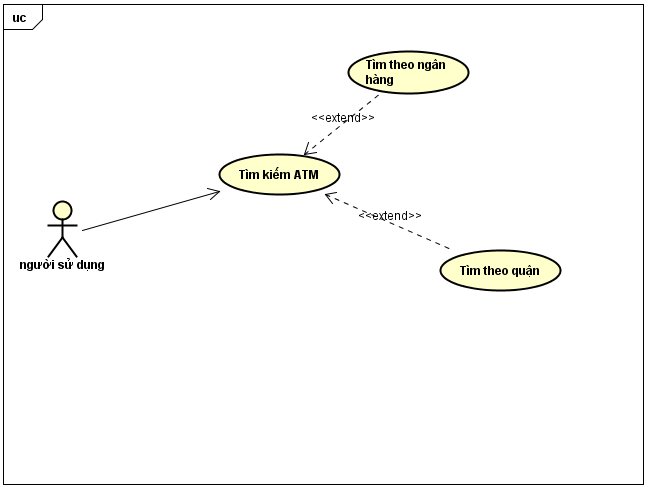 uc
Tìm theo ngân
hàng
<<extend>>
Tìm kiếm ATM
<<extend>>
người sử dụng
Tìm theo quận